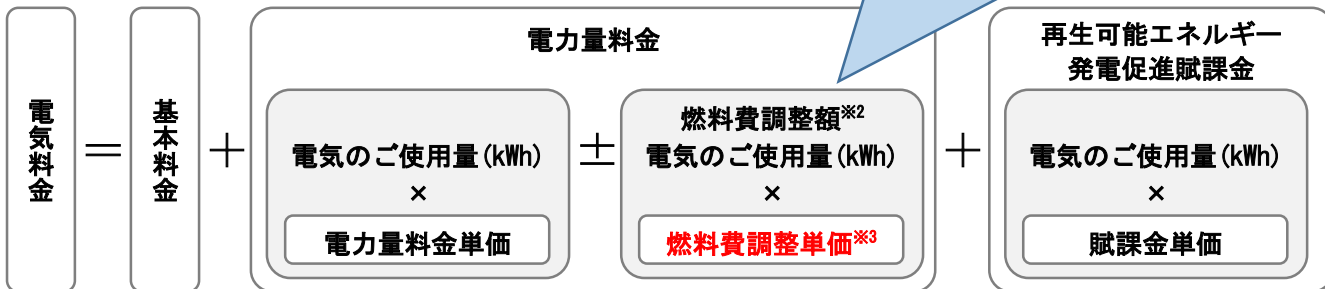 電気料金
＝
基本料金
＋
電力量料金
電気のご使用量(kWh)
×
電力量料金単価
±
燃料費調整額※2
電気のご使用量(kWh)
×
燃料費調整単価※3
＋
再生可能エネルギー
発電促進賦課金
電気のご使用量(kWh)
×
賦課金単価